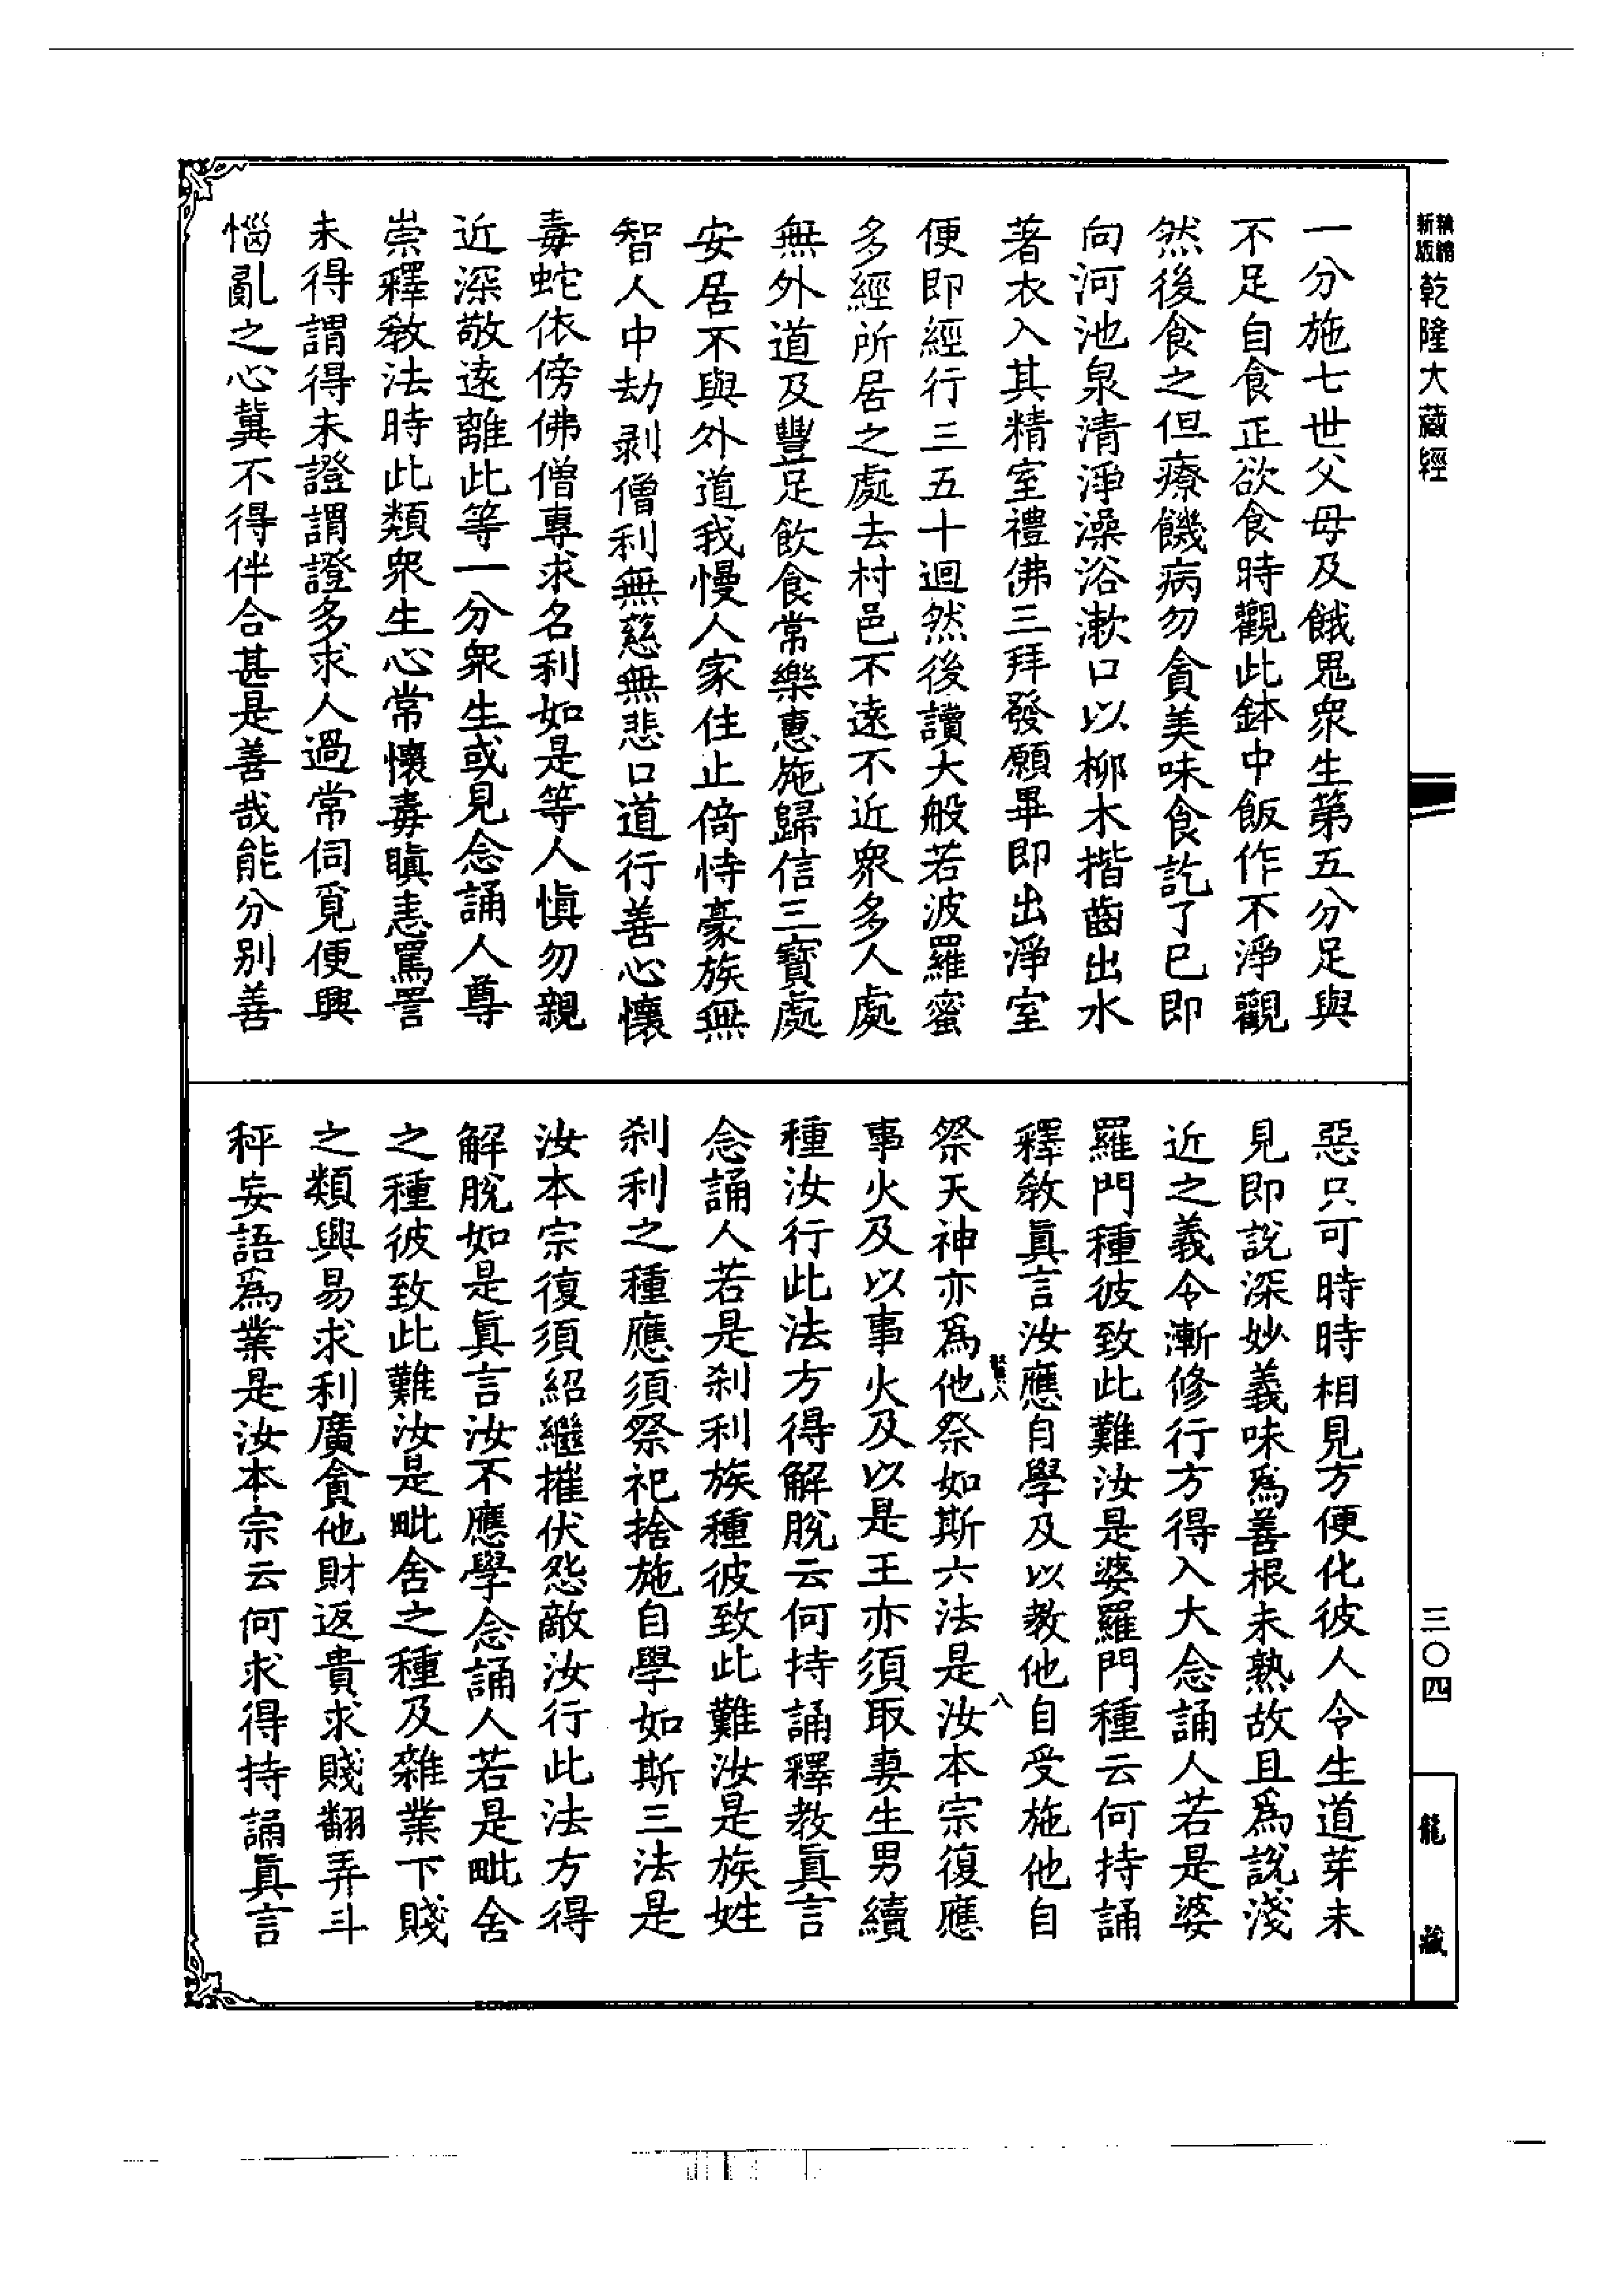 新版
乾隆大藏經
三〇四
龍藏
一分施七世父母及餓鬼眾生第五分足與
不足自食正欲食時觀此鉢中飯作不淨觀
然後食之但療饑病勿貪美味食訖了已即
向河池泉清淨澡浴漱口以柳木揩齒出水
著衣入其精室禮佛三拜發願畢即出淨室
便即經行三五十迴然後讀大般若波羅蜜
多經所居之處去村邑不遠不近眾多人處
無外道及豐足飲食常樂惠施歸信三寶處
安居不與外道我慢人家住止倚恃豪族無
智人中劫剥僧利無慈無悲口道行善心懷
毒蛇依傍佛僧專求名利如是等人慎勿親
近深敬遠離此等一分眾生或見念誦人尊
崇釋教法時此類眾生心常懷毒瞋恚罵詈
未得謂得未證謂證多求人過常伺覓便興
惱亂之心冀不得伴合甚是善哉能分別善
惡只可時時相見方便化彼人令生道芽未
見即說深妙義味為善根未熟故且為說淺
近之義令漸修行方得入大念誦人若是婆
羅門種彼致此難汝是婆羅門種云何持誦
釋教真言汝應自學及以教他自受施他自
八
祭天神亦為他祭如斯六法是汝本宗復應
事火及以事火及以是王亦須取妻生男續
種汝行此法方得解脫云何持誦釋教真言
念誦人若是刹利族種彼致此難汝是族姓
刹利之種應須祭祀捨施自學如斯三法是
汝本宗復須紹繼摧伏怨敵汝行此法方得
解脫如是真言汝不應學念誦人若是毗舍
之種彼致此難汝是毗舍之種及雜業下賤
之類興易求利廣貪他財返貴求賤翻弄斗
秤妄語為業是汝本宗云何求得持誦真言